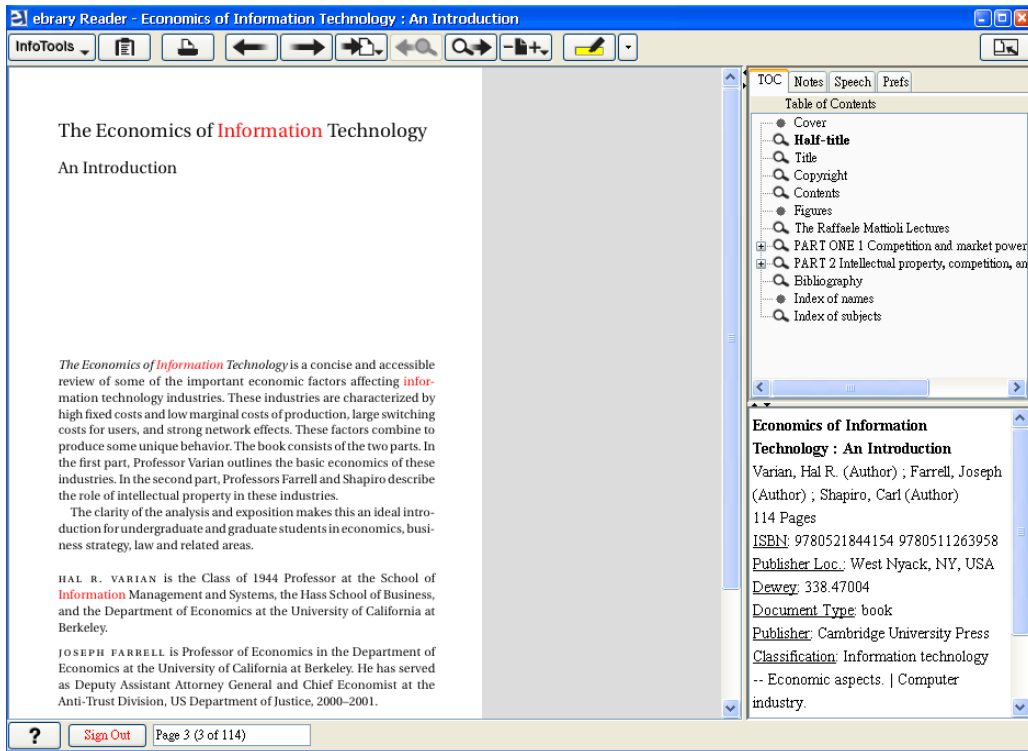 ebrary Reader - Economics of Information Technology : An Introduction
InfoTools
The Economics of Information Technology
An Introduction
The Economics of Information Technology is a concise and accessible
review of some of the important economic factors affecting infor-
mation technology industries. These industries are characterized by
high fixed costs and low marginal costs of production, large switching
costs for users, and strong network effects. These factors combine to
produce some unique behavior. The book consists of the two parts. In
the first part, Professor Varian outlines the basic economics of these
industries. In the second part, Professors Farrell and Shapiro describe
the role of intellectual property in these industries.
The clarity of the analysis and exposition makes this an ideal intro-
duction for undergraduate and graduate students in economics, busi-
ness strategy, law and related areas.
HAL R. VARIAN is the Class of 1944 Professor at the School of
Information Management and Systems, the Hass School of Business,
and the Department of Economics at the University of California at
Berkeley.
JOSEPH FARRELL is Professor of Economics in the Department of
Economics at the University of California at Berkeley. He has served
as Deputy Assistant Attorney General and Chief Economist at the
Anti-Trust Division, US Department of Justice, 2000–2001.
TOC Notes Speech Prefs
Table of Contents
Cover
Half-title
Title
Copyright
Contents
Figures
The Raffaele Mattioli Lectures
PART ONE 1 Competition and market power
PART 2 Intellectual property, competition, an
Bibliography
Index of names
Index of subjects
Economics of Information
Technology : An Introduction
Varian, Hal R. (Author) ; Farrell, Joseph
(Author) ; Shapiro, Carl (Author)
114 Pages
ISBN: 9780521844154 9780511263958
Publisher Loc.: West Nyack, NY, USA
Dewey: 338.47004
Document Type: book
Publisher: Cambridge University Press
Classification: Information technology
-- Economic aspects. | Computer
industry.
? Sign Out Page 3 (3 of 114)